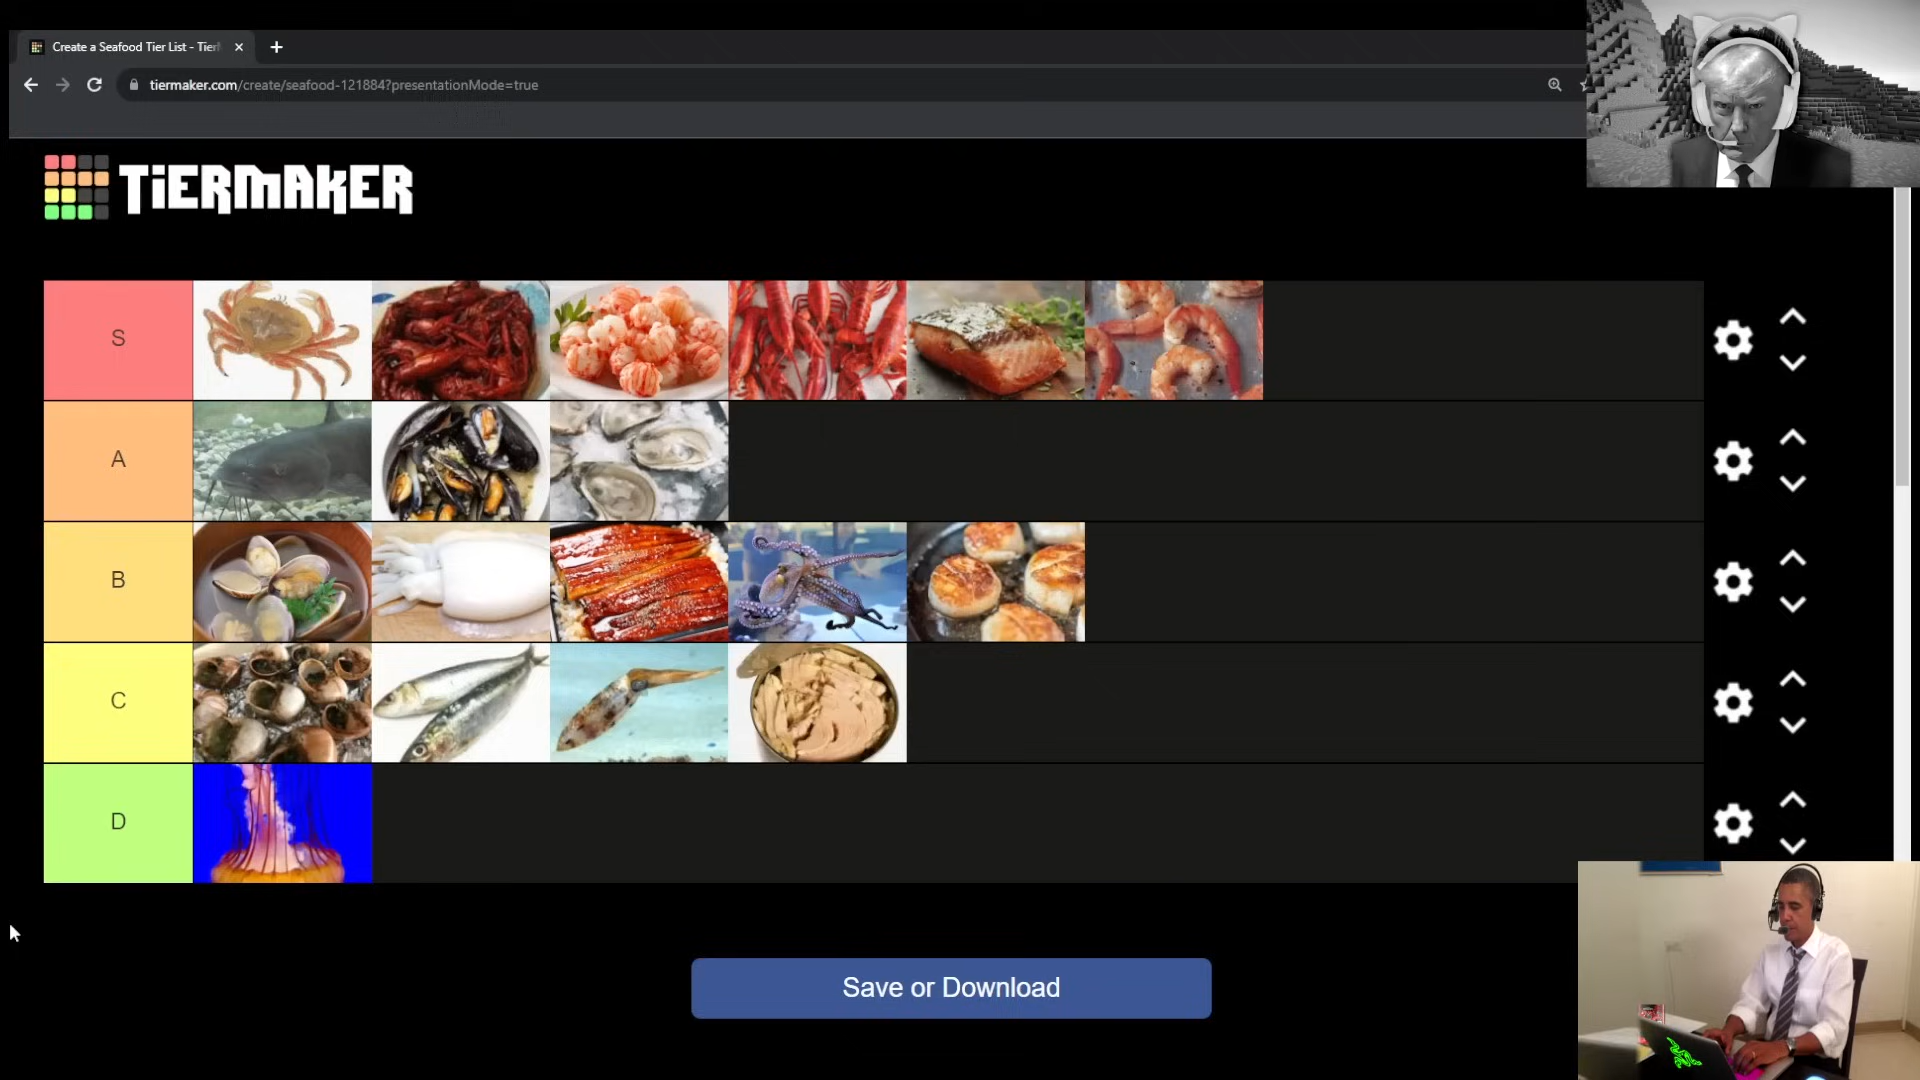 Create a Seafood Tier List - Tier
tiermaker.com/create/seafood-121884?presentationMode=true
TIERMAKER
S
A
B
C
D
Save or Download